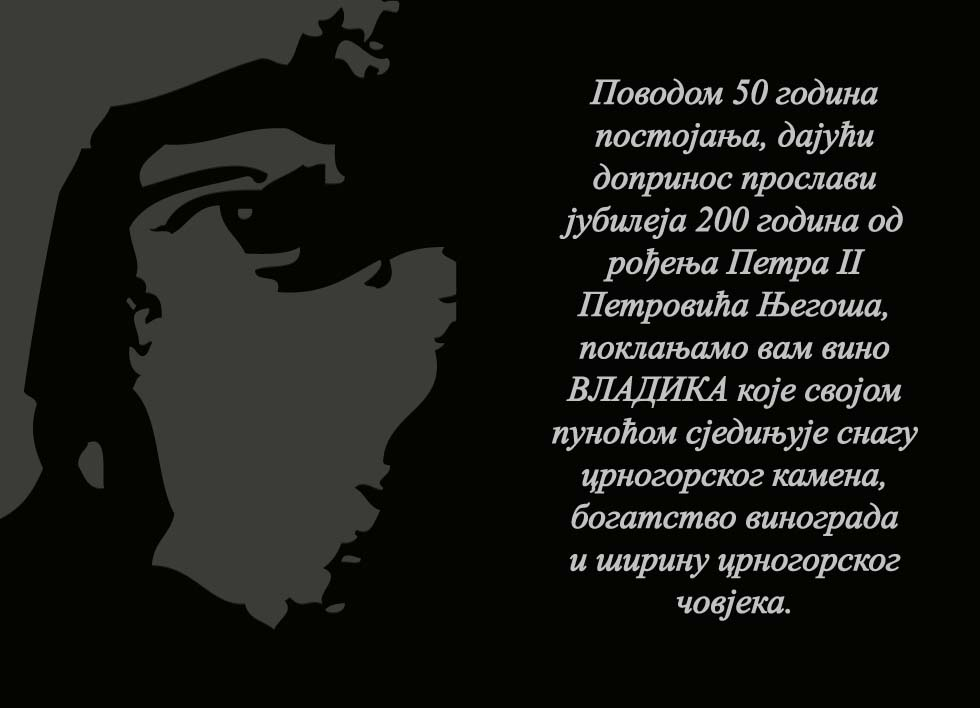 Поводом 50 година
постојања, дајући
допринос прослави
јубилеја 200 година од
рођења Петра II
Петровића Његоша,
поклањамо вам вино
ВЛАДИКА које својом
пуноћом сједињује снагу
црногорског камена,
богатство винограда
и ширину црногорског
човјека.